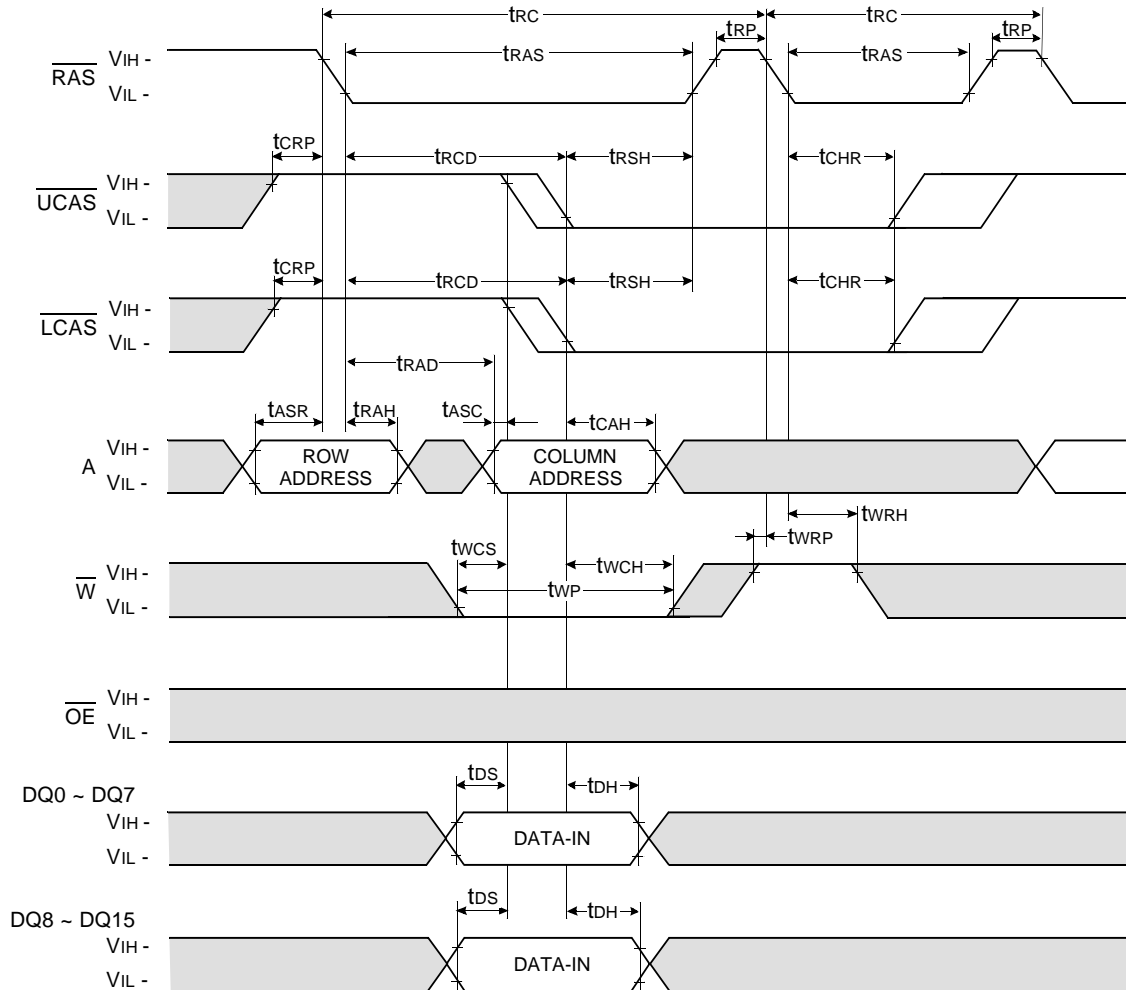 tRC tRC
tRP tRP
RAS VIH - tRAS tRAS
VIL -
tCRP tRCD tRSH tCHR
UCAS VIH -
VIL -
tCRP tRCD tRSH tCHR
LCAS VIH -
VIL -
tRAD
tASR tRAH tASC tCAH
A VIH - ROW ADDRESS COLUMN ADDRESS
VIL -
tWRH
tWRP
tWCS tWCH
W VIH - tWP
VIL -
OE VIH -
VIL -
tDS tDH
DQ0 ~ DQ7
VIH -
DATA-IN
VIL -
tDS tDH
DQ8 ~ DQ15
VIH -
DATA-IN
VIL -